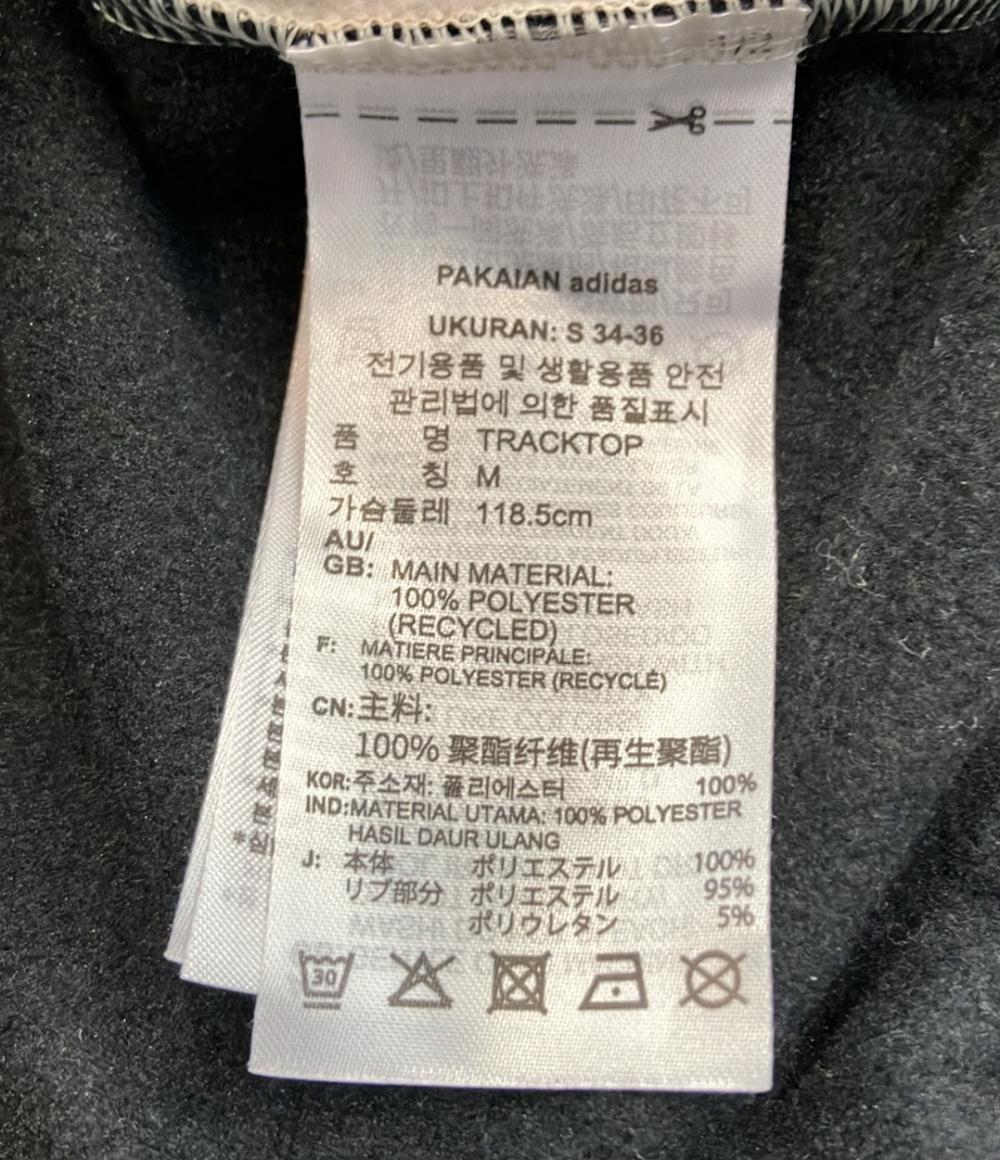 PAKAIAN adidas
UKURAN: S 34-36
전기용품 및 생활용품 안전
관리법에 의한 품질표시
품 명 TRACKTOP
호 칭 M
가슴둘레 118.5cm
AU/
GB: MAIN MATERIAL:
100% POLYESTER
(RECYCLED)
F: MATIERE PRINCIPALE:
100% POLYESTER (RECYCLÉ)
CN: 主料:
100% 聚酯纤维(再生聚酯)
KOR: 주소재: 폴리에스터 100%
IND: MATERIAL UTAMA: 100% POLYESTER
HASIL DAUR ULANG
J: 本体 ポリエステル 100%
リブ部分 ポリエステル 95%
ポリウレタン 5%
30